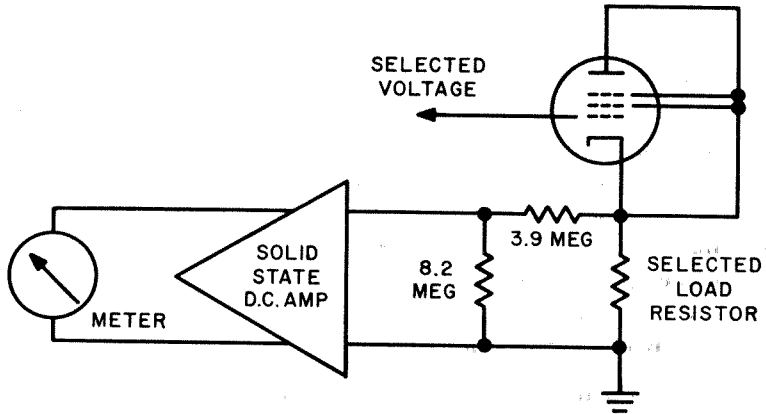 SELECTED
VOLTAGE
3.9 MEG
SOLID
STATE
D.C. AMP
8.2
MEG
SELECTED
LOAD
RESISTOR
METER